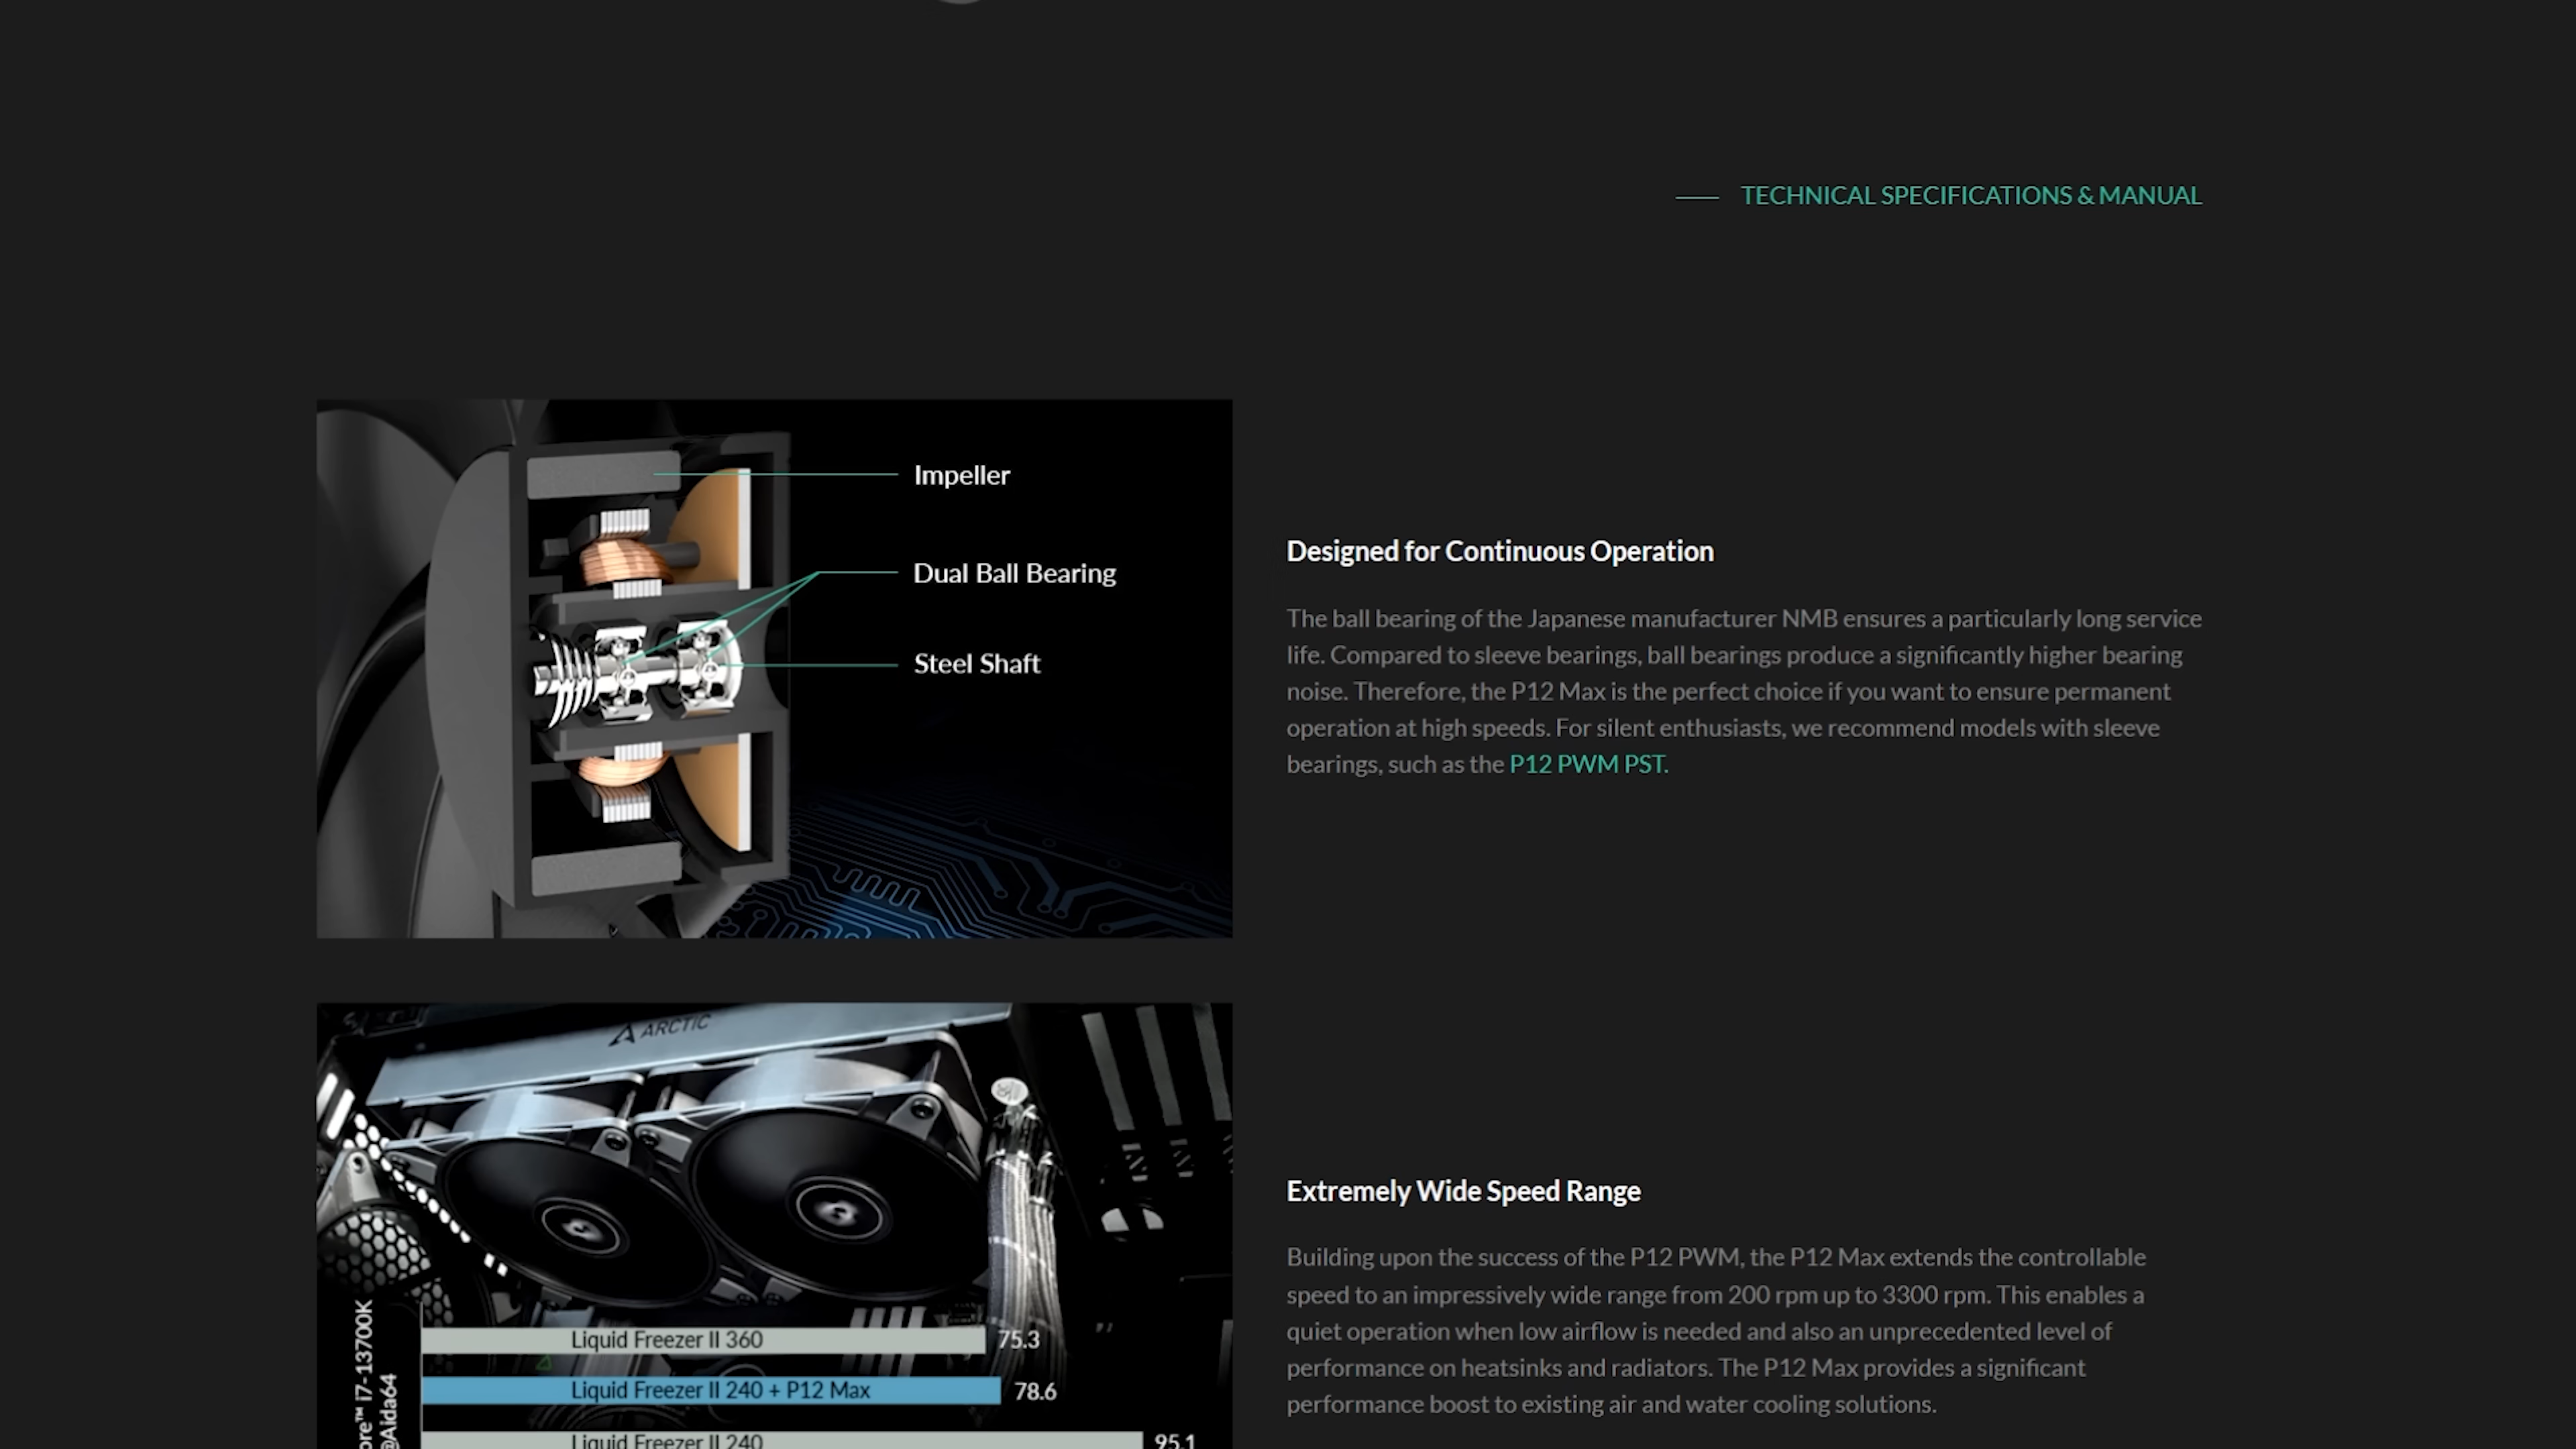 TECHNICAL SPECIFICATIONS & MANUAL
Impeller
Dual Ball Bearing
Steel Shaft
Designed for Continuous Operation
The ball bearing of the Japanese manufacturer NMB ensures a particularly long service
life. Compared to sleeve bearings, ball bearings produce a significantly higher bearing
noise. Therefore, the P12 Max is the perfect choice if you want to ensure permanent
operation at high speeds. For silent enthusiasts, we recommend models with sleeve
bearings, such as the P12 PWM PST.
ARCTIC
ore™ i7-13700K
@Aida64
Liquid Freezer II 360 75.3
Liquid Freezer II 240 + P12 Max 78.6
Liquid Freezer II 240 95.1
Extremely Wide Speed Range
Building upon the success of the P12 PWM, the P12 Max extends the controllable
speed to an impressively wide range from 200 rpm up to 3300 rpm. This enables a
quiet operation when low airflow is needed and also an unprecedented level of
performance on heatsinks and radiators. The P12 Max provides a significant
performance boost to existing air and water cooling solutions.